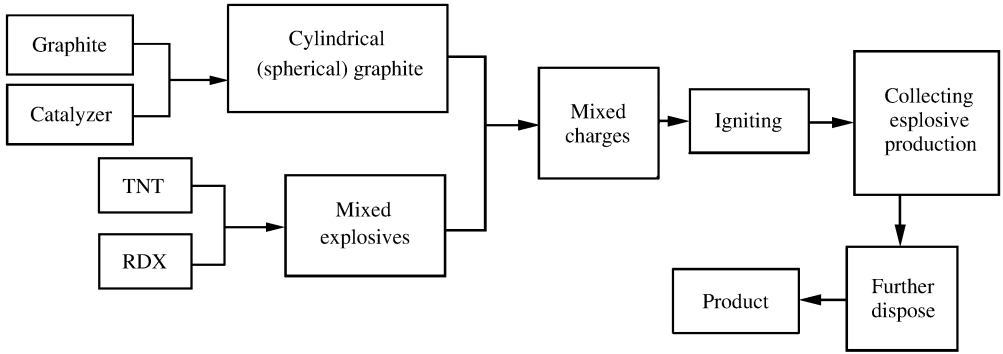 Graphite
Catalyzer
Cylindrical
(spherical) graphite
TNT
RDX
Mixed
explosives
Mixed
charges
Igniting
Collecting
esplosive
production
Further
dispose
Product